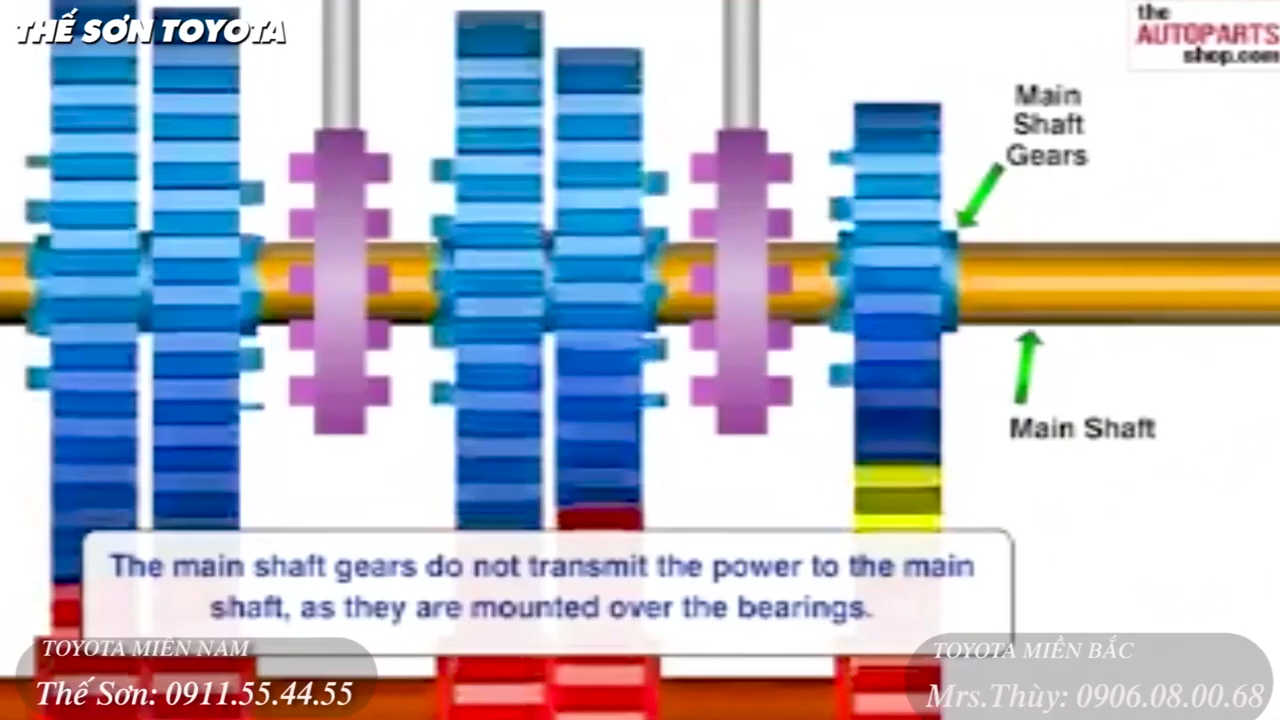 THẾ SƠN TOYOTA
the
AUTOPARTS
shop.com
Main
Shaft
Gears
Main Shaft
The main shaft gears do not transmit the power to the main
shaft, as they are mounted over the bearings.
TOYOTA MIỀN NAM
Thế Sơn: 0911.55.44.55
TOYOTA MIỀN BẮC
Mrs.Thùy: 0906.08.00.68